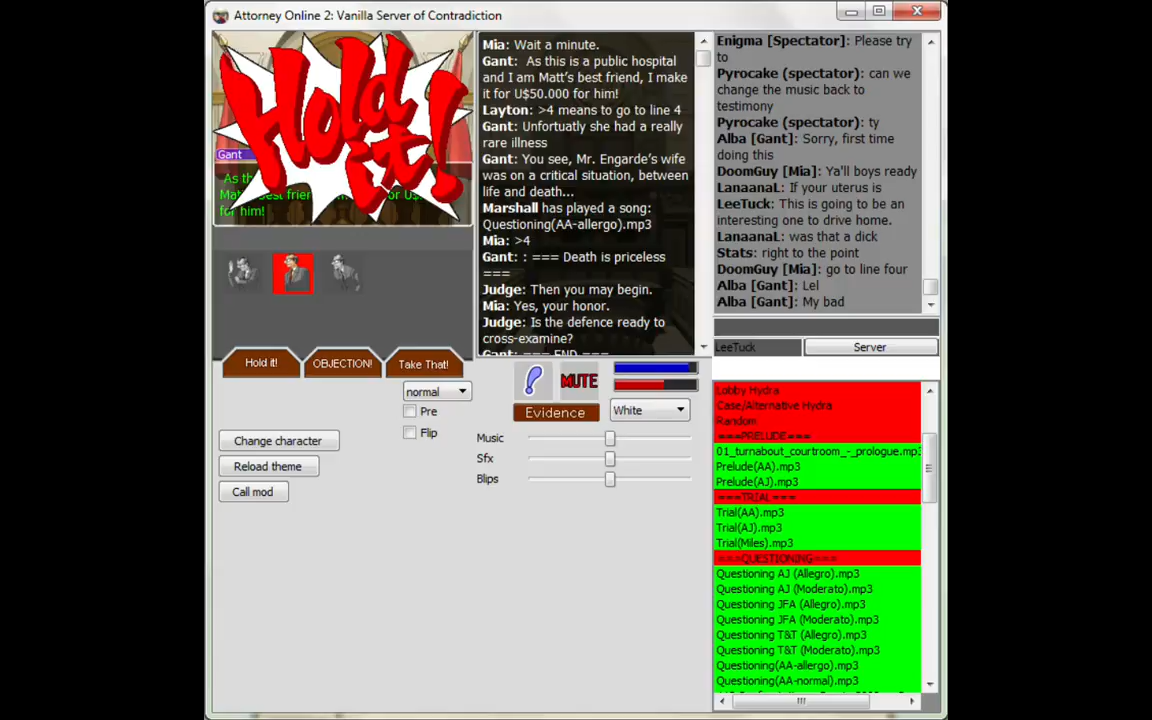 Attorney Online 2: Vanilla Server of Contradiction
Hold it!
Gant
As th
Matt's best frien
or U$
for him!
Mia: Wait a minute.
Gant: As this is a public hospital
and I am Matt's best friend, I make
it for U$50.000 for him!
Layton: >4 means to go to line 4
Gant: Unfortuatly she had a really
rare illness
Gant: You see, Mr. Engarde's wife
was on a critical situation, between
life and death...
Marshall has played a song:
Questioning(AA-allergo).mp3
Mia: >4
Gant: : === Death is priceless
===
Judge: Then you may begin.
Mia: Yes, your honor.
Judge: Is the defence ready to
cross-examine?
Gant: === END ===
Enigma [Spectator]: Please try
to
Pyrocake (spectator): can we
change the music back to
testimony
Pyrocake (spectator): ty
Alba [Gant]: Sorry, first time
doing this
DoomGuy [Mia]: Ya'll boys ready
LanaanaL: If your uterus is
LeeTuck: This is going to be an
interesting one to drive home.
LanaanaL: was that a dick
Stats: right to the point
DoomGuy [Mia]: go to line four
Alba [Gant]: Lel
Alba [Gant]: My bad
LeeTuck
Server
Hold it!
OBJECTION!
Take That!
normal
Pre
Flip
MUTE
Evidence
White
Music
Sfx
Blips
Change character
Reload theme
Call mod
Lobby Hydra
Case/Alternative Hydra
Random
===PRELUDE===
01_turnabout_courtroom_-_prologue.mp3
Prelude(AA).mp3
Prelude(AJ).mp3
===TRIAL===
Trial(AA).mp3
Trial(AJ).mp3
Trial(Miles).mp3
===QUESTIONING===
Questioning AJ (Allegro).mp3
Questioning AJ (Moderato).mp3
Questioning JFA (Allegro).mp3
Questioning JFA (Moderato).mp3
Questioning T&T (Allegro).mp3
Questioning T&T (Moderato).mp3
Questioning(AA-allergo).mp3
Questioning(AA-normal).mp3